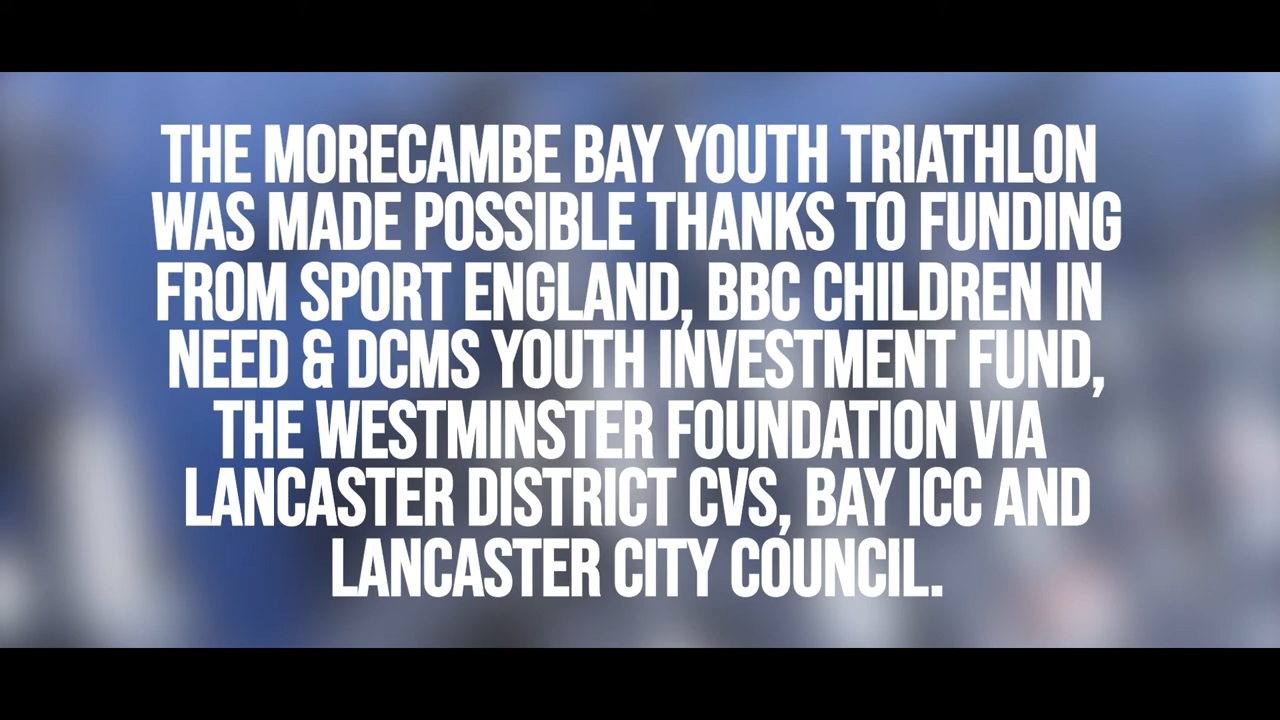 THE MORECAMBE BAY YOUTH TRIATHLON
WAS MADE POSSIBLE THANKS TO FUNDING
FROM SPORT ENGLAND, BBC CHILDREN IN
NEED & DCMS YOUTH INVESTMENT FUND,
THE WESTMINSTER FOUNDATION VIA
LANCASTER DISTRICT CVS, BAY ICC AND
LANCASTER CITY COUNCIL.